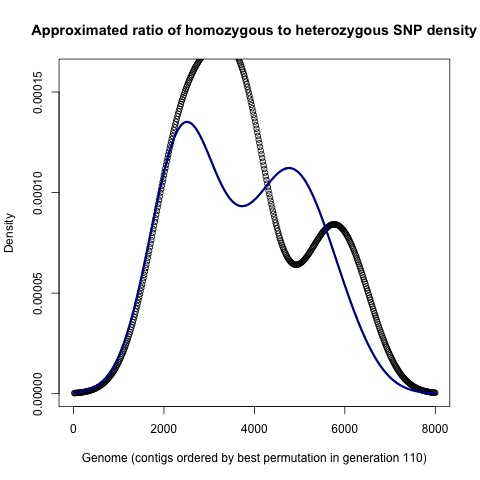 Approximated ratio of homozygous to heterozygous SNP density
Density
0.00015
0.00010
0.00005
0.00000
0 2000 4000 6000 8000
Genome (contigs ordered by best permutation in generation 110)